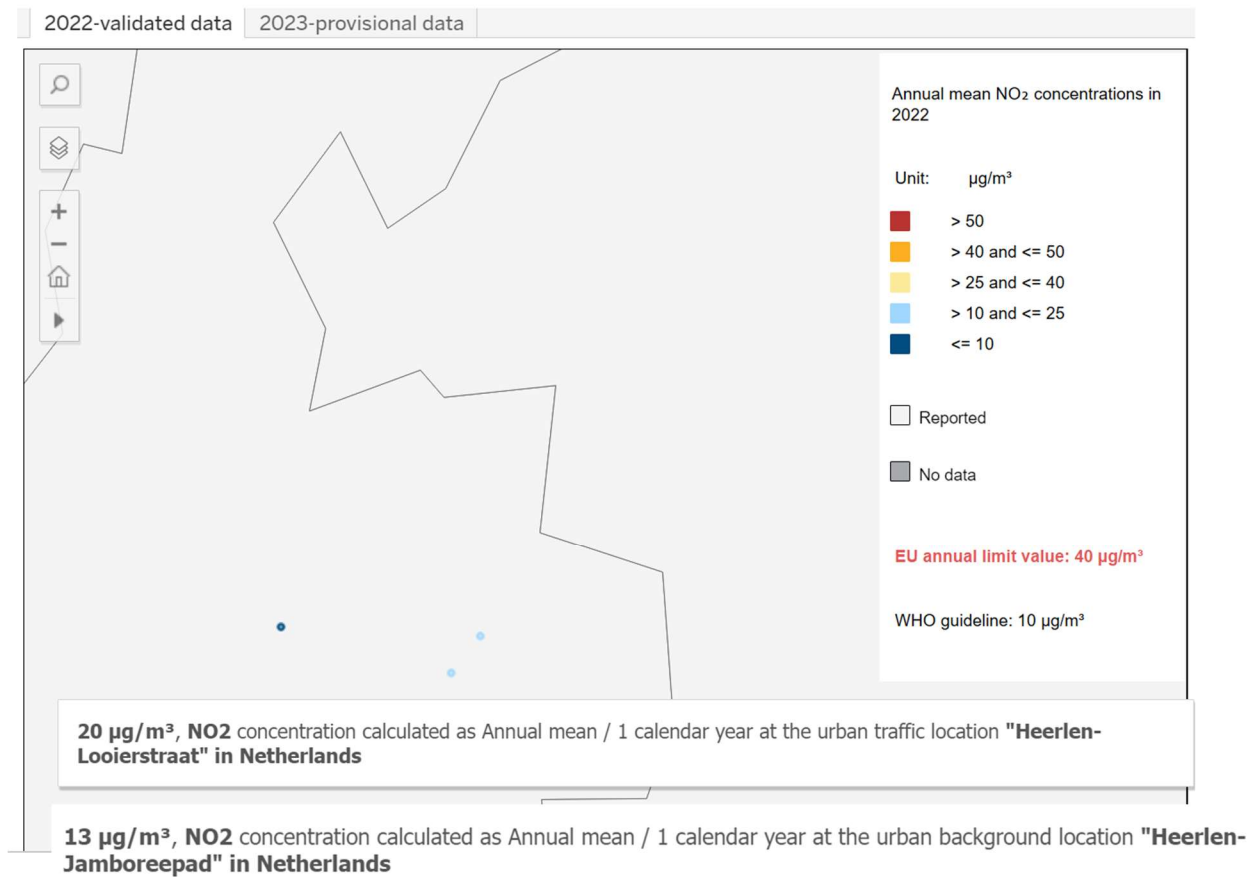 2022-validated data
2023-provisional data
Annual mean NO₂ concentrations in
2022
Unit: µg/m³
> 50
> 40 and <= 50
> 25 and <= 40
> 10 and <= 25
<= 10
Reported
No data
EU annual limit value: 40 µg/m³
WHO guideline: 10 µg/m³
20 µg/m³, NO2 concentration calculated as Annual mean / 1 calendar year at the urban traffic location "Heerlen-
Looierstraat" in Netherlands
13 µg/m³, NO2 concentration calculated as Annual mean / 1 calendar year at the urban background location "Heerlen-
Jamboreepad" in Netherlands